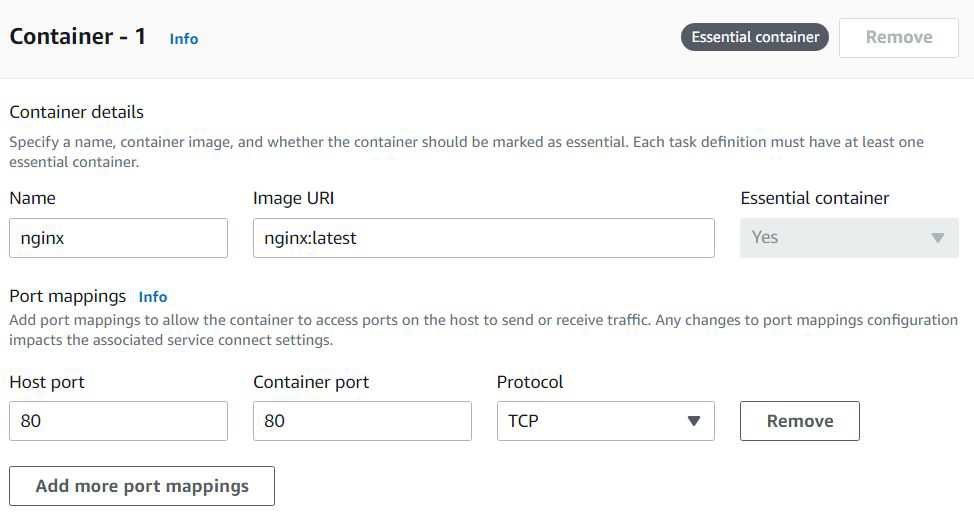 Container - 1 Info Essential container Remove
Container details
Specify a name, container image, and whether the container should be marked as essential. Each task definition must have at least one
essential container.
Name Image URI Essential container
nginx nginx:latest Yes
Port mappings Info
Add port mappings to allow the container to access ports on the host to send or receive traffic. Any changes to port mappings configuration
impacts the associated service connect settings.
Host port Container port Protocol
80 80 TCP Remove
Add more port mappings